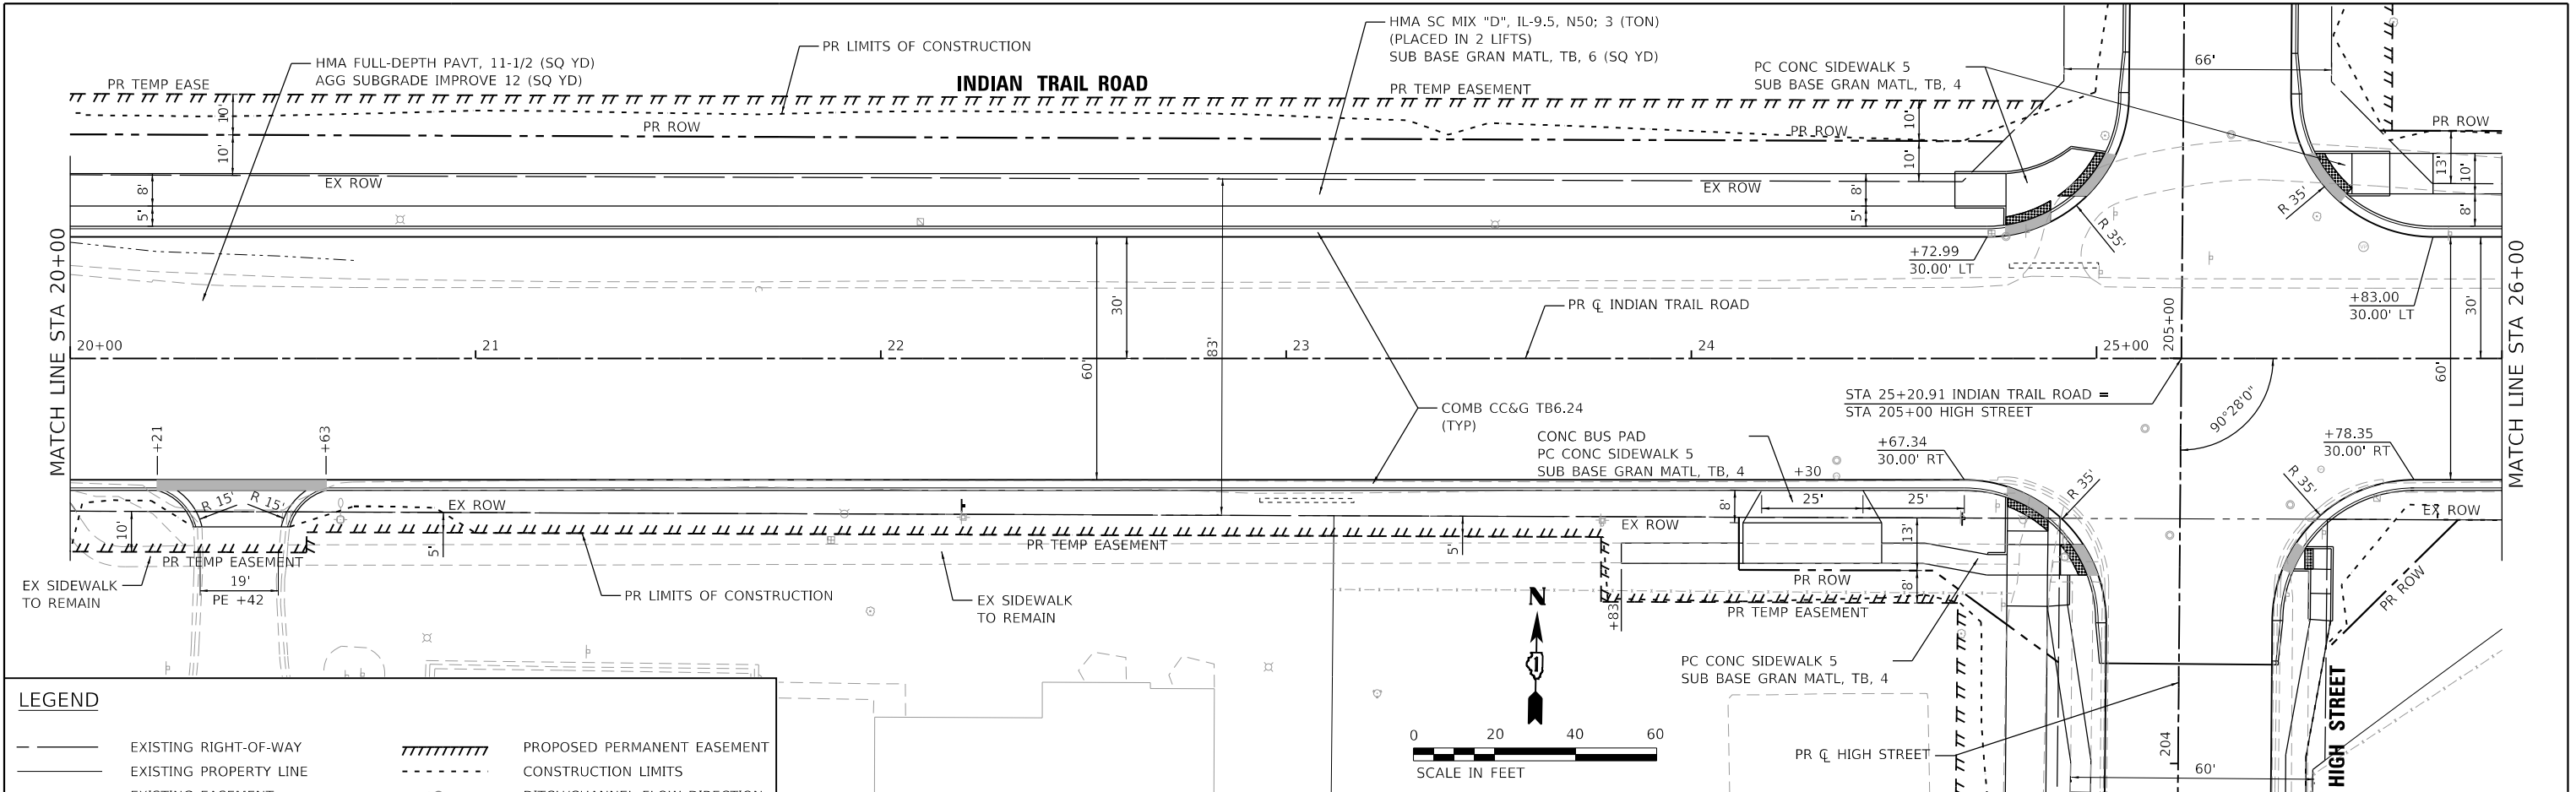 HMA SC MIX "D", IL-9.5, N50; 3 (TON)
(PLACED IN 2 LIFTS)
SUB BASE GRAN MATL, TB, 6 (SQ YD)
PR LIMITS OF CONSTRUCTION
HMA FULL-DEPTH PAVT, 11-1/2 (SQ YD)
AGG SUBGRADE IMPROVE 12 (SQ YD)
PR TEMP EASE
INDIAN TRAIL ROAD
PR TEMP EASEMENT
PC CONC SIDEWALK 5
SUB BASE GRAN MATL, TB, 4
66'
10'
PR ROW
10'
PR ROW
PR ROW
10'
10'
13'
10'
EX ROW
EX ROW
8'
5'
8'
5'
8'
R 35'
R 35'
+72.99
30.00' LT
+83.00
30.00' LT
MATCH LINE STA 20+00
MATCH LINE STA 26+00
30'
60'
83'
PR ℄ INDIAN TRAIL ROAD
205+00
30'
60'
20+00
21
22
23
24
25+00
STA 25+20.91 INDIAN TRAIL ROAD =
STA 205+00 HIGH STREET
90°28'0"
COMB CC&G TB6.24
(TYP)
CONC BUS PAD
PC CONC SIDEWALK 5
SUB BASE GRAN MATL, TB, 4
+30
+67.34
30.00' RT
+78.35
30.00' RT
+21
+63
R 15'
R 15'
EX ROW
8'
25'
25'
R 35'
R 35'
EX ROW
EX ROW
10'
5'
5'
13'
8'
PR TEMP EASEMENT
PR TEMP EASEMENT
19'
PE +42
EX SIDEWALK
TO REMAIN
PR LIMITS OF CONSTRUCTION
EX SIDEWALK
TO REMAIN
+83
PR ROW
PR TEMP EASEMENT
PR ROW
N
1
PC CONC SIDEWALK 5
SUB BASE GRAN MATL, TB, 4
0 20 40 60
SCALE IN FEET
PR ℄ HIGH STREET
204
60'
HIGH STREET
LEGEND
EXISTING RIGHT-OF-WAY
PROPOSED PERMANENT EASEMENT
EXISTING PROPERTY LINE
CONSTRUCTION LIMITS